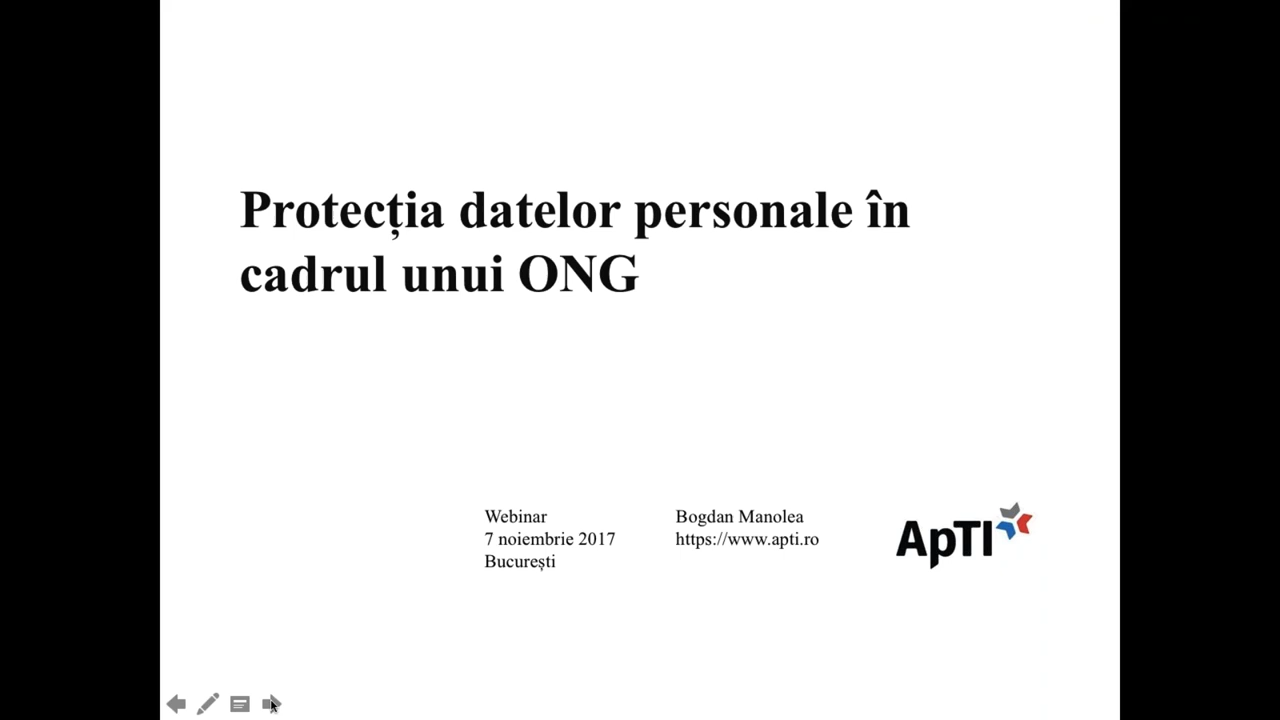 Protecția datelor personale în
cadrul unui ONG
Webinar
7 noiembrie 2017
București
Bogdan Manolea
https://www.apti.ro
ApTI